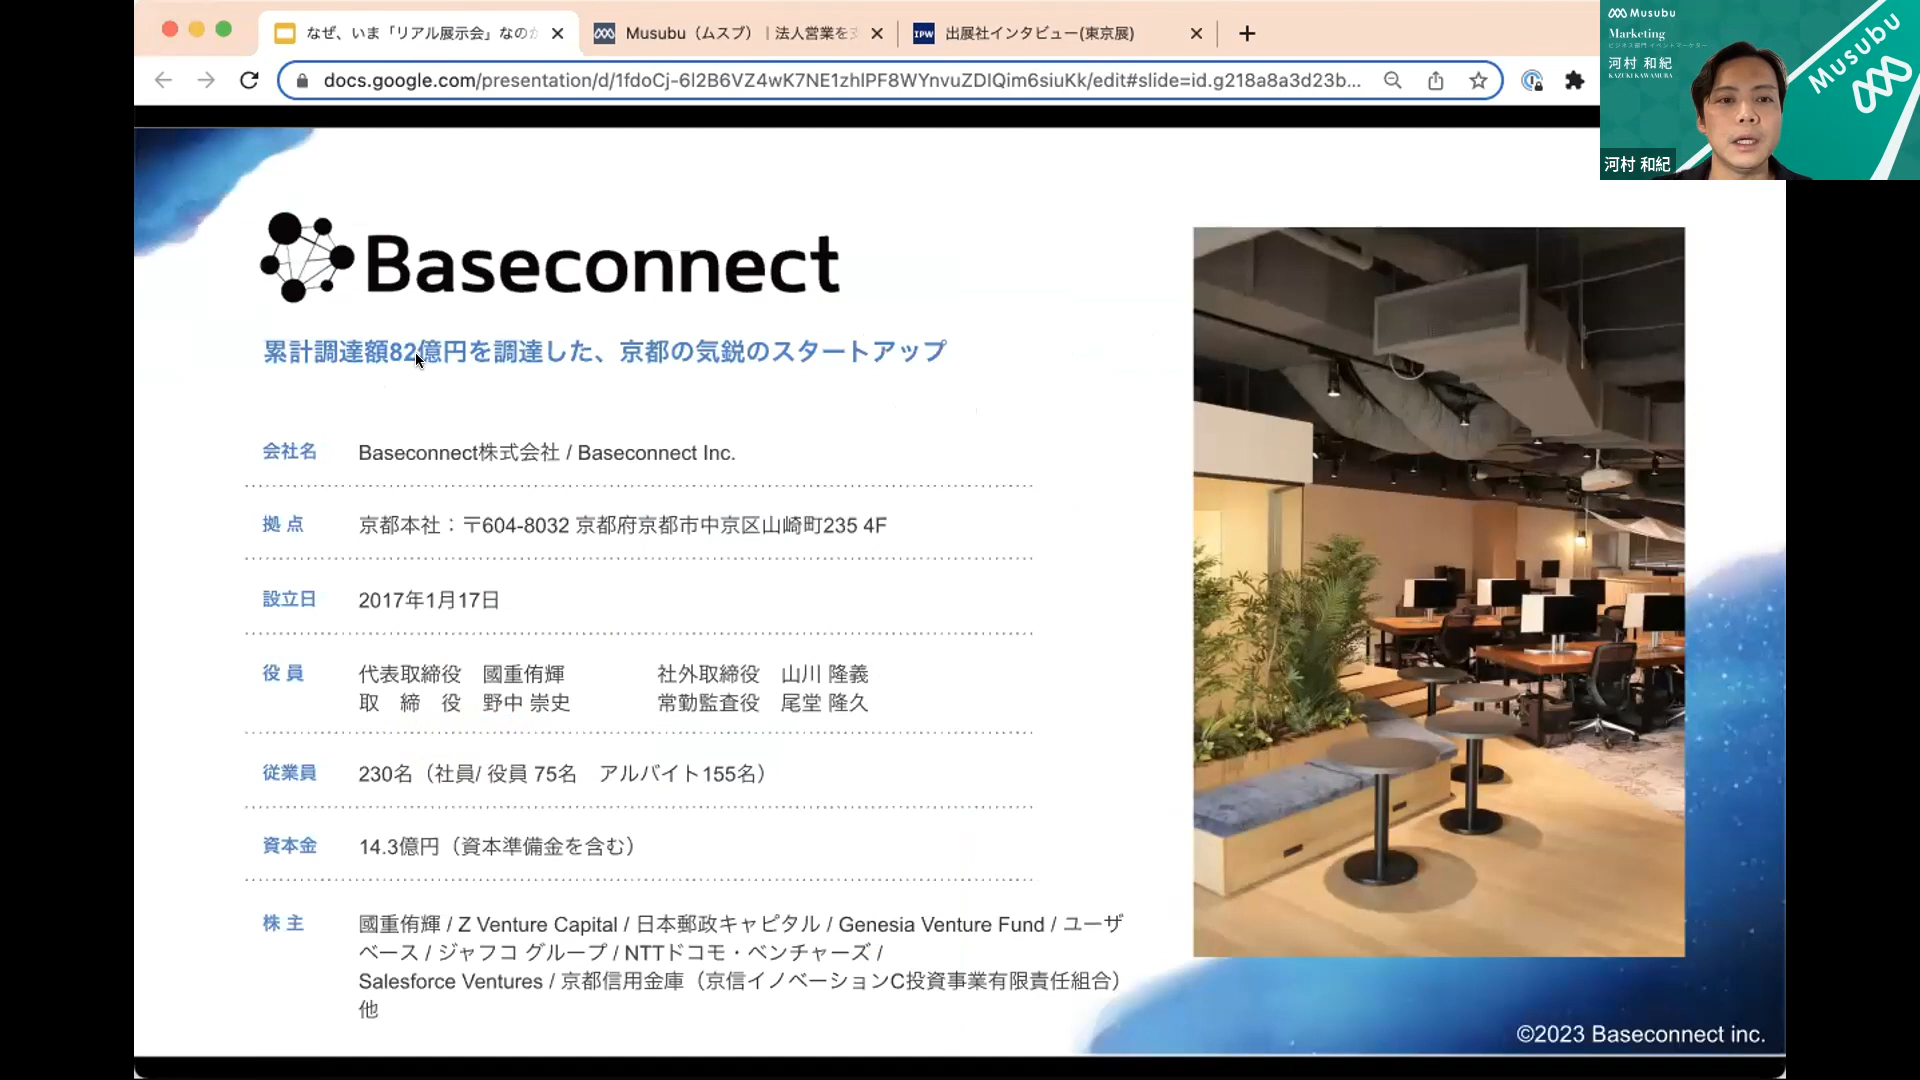 なぜ、いま「リアル展示会」なのか
Musubu（ムスブ）｜法人営業を
IPW 出展社インタビュー(東京展)
docs.google.com/presentation/d/1fdoCj-6l2B6VZ4wK7NE1zhlPF8WYnvuZDIQim6siuKk/edit#slide=id.g218a8a3d23b...
Musubu
Marketing
河村 和紀
KAZUKI KAWAMURA
Musubu
河村 和紀
Baseconnect
累計調達額82億円を調達した、京都の気鋭のスタートアップ
会社名 Baseconnect株式会社 / Baseconnect Inc.
拠 点 京都本社：〒604-8032 京都府京都市中京区山崎町235 4F
設立日 2017年1月17日
役 員 代表取締役 國重侑輝 社外取締役 山川 隆義
取 締 役 野中 崇史 常勤監査役 尾堂 隆久
従業員 230名（社員/ 役員 75名 アルバイト155名）
資本金 14.3億円（資本準備金を含む）
株 主 國重侑輝 / Z Venture Capital / 日本郵政キャピタル / Genesia Venture Fund / ユーザ
ベース / ジャフコ グループ / NTTドコモ・ベンチャーズ /
Salesforce Ventures / 京都信用金庫（京信イノベーションC投資事業有限責任組合）
他
©2023 Baseconnect inc.